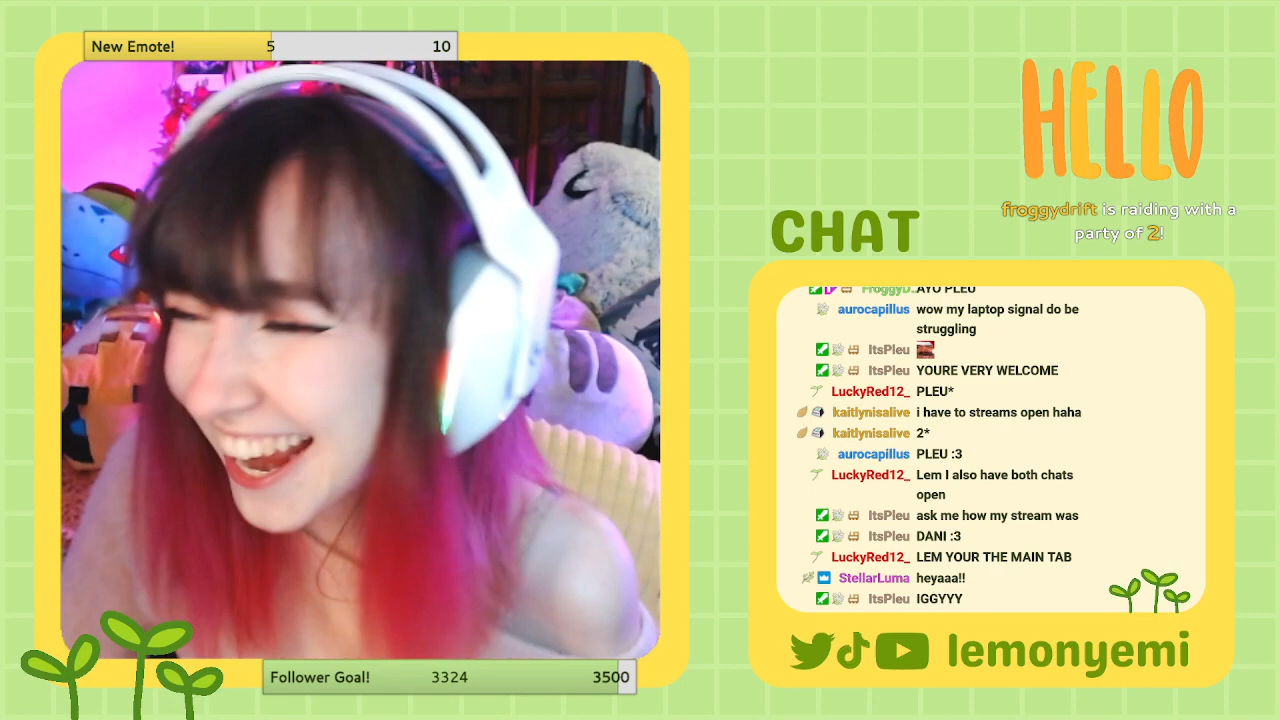 New Emote! 5 10
HELLO
froggydrift is raiding with a
party of 2!
CHAT
FroggyD... AYO PLEU
aurocapillus wow my laptop signal do be
struggling
ItsPleu
ItsPleu YOURE VERY WELCOME
LuckyRed12_ PLEU*
kaitlynisalive i have to streams open haha
kaitlynisalive 2*
aurocapillus PLEU :3
LuckyRed12_ Lem I also have both chats
open
ItsPleu ask me how my stream was
ItsPleu DANI :3
LuckyRed12_ LEM YOUR THE MAIN TAB
StellarLuma heyaaa!!
ItsPleu IGGYYY
lemonyemi
Follower Goal! 3324 3500